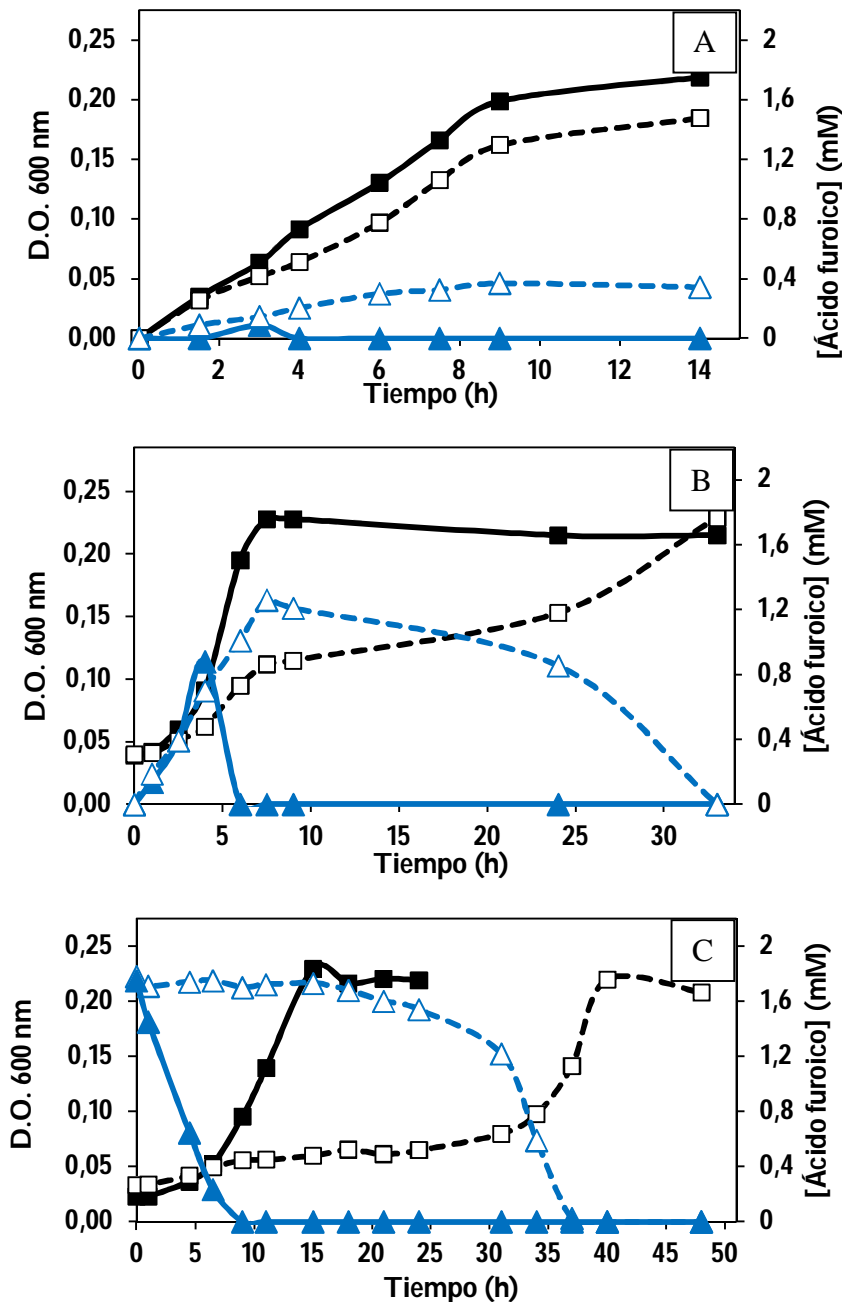 A
0,25
0,20
0,15
0,10
0,05
0,00
D.O. 600 nm
2
1,6
1,2
0,8
0,4
0
[Ácido furoico] (mM)
0 2 4 6 8 10 12 14
Tiempo (h)
B
0,25
0,20
0,15
0,10
0,05
0,00
D.O. 600 nm
2
1,6
1,2
0,8
0,4
0
[Ácido furoico] (mM)
0 5 10 15 20 25 30
Tiempo (h)
C
0,25
0,20
0,15
0,10
0,05
0,00
D.O. 600 nm
2
1,6
1,2
0,8
0,4
0
[Ácido furoico] (mM)
0 5 10 15 20 25 30 35 40 45 50
Tiempo (h)